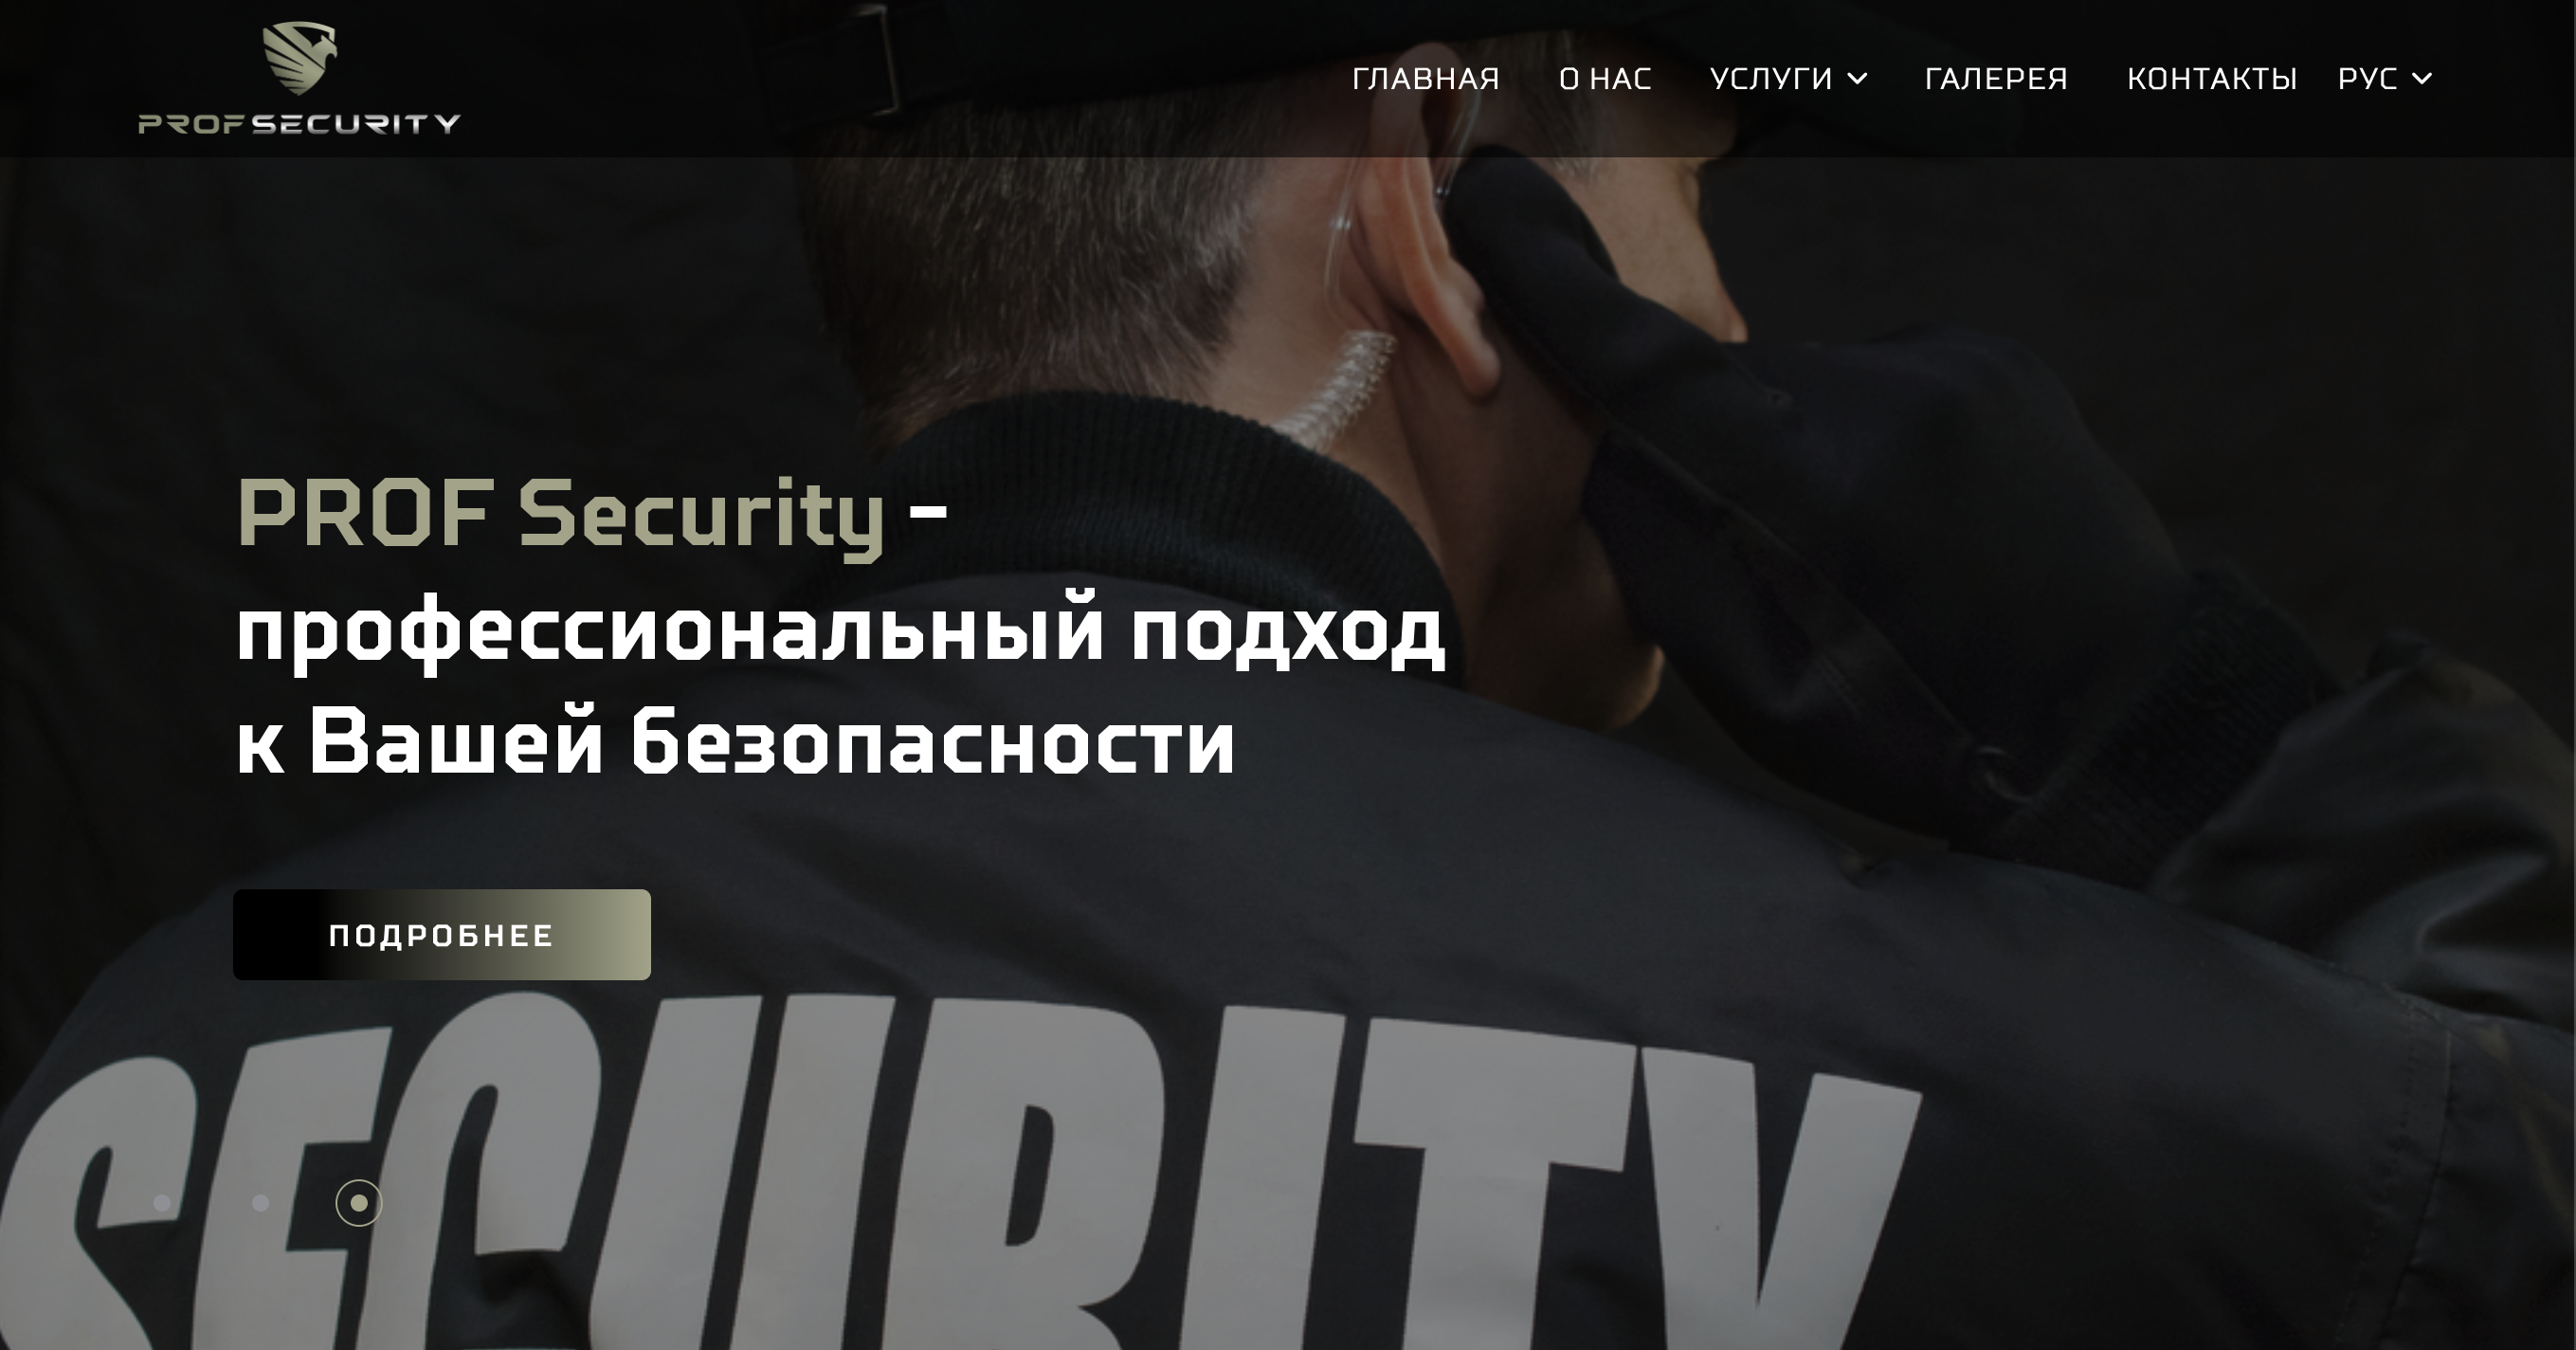 PROFSECURITY
ГЛАВНАЯ О НАС УСЛУГИ ГАЛЕРЕЯ КОНТАКТЫ РУС
PROF Security –
профессиональный подход
к Вашей безопасности
ПОДРОБНЕЕ
SECURITY